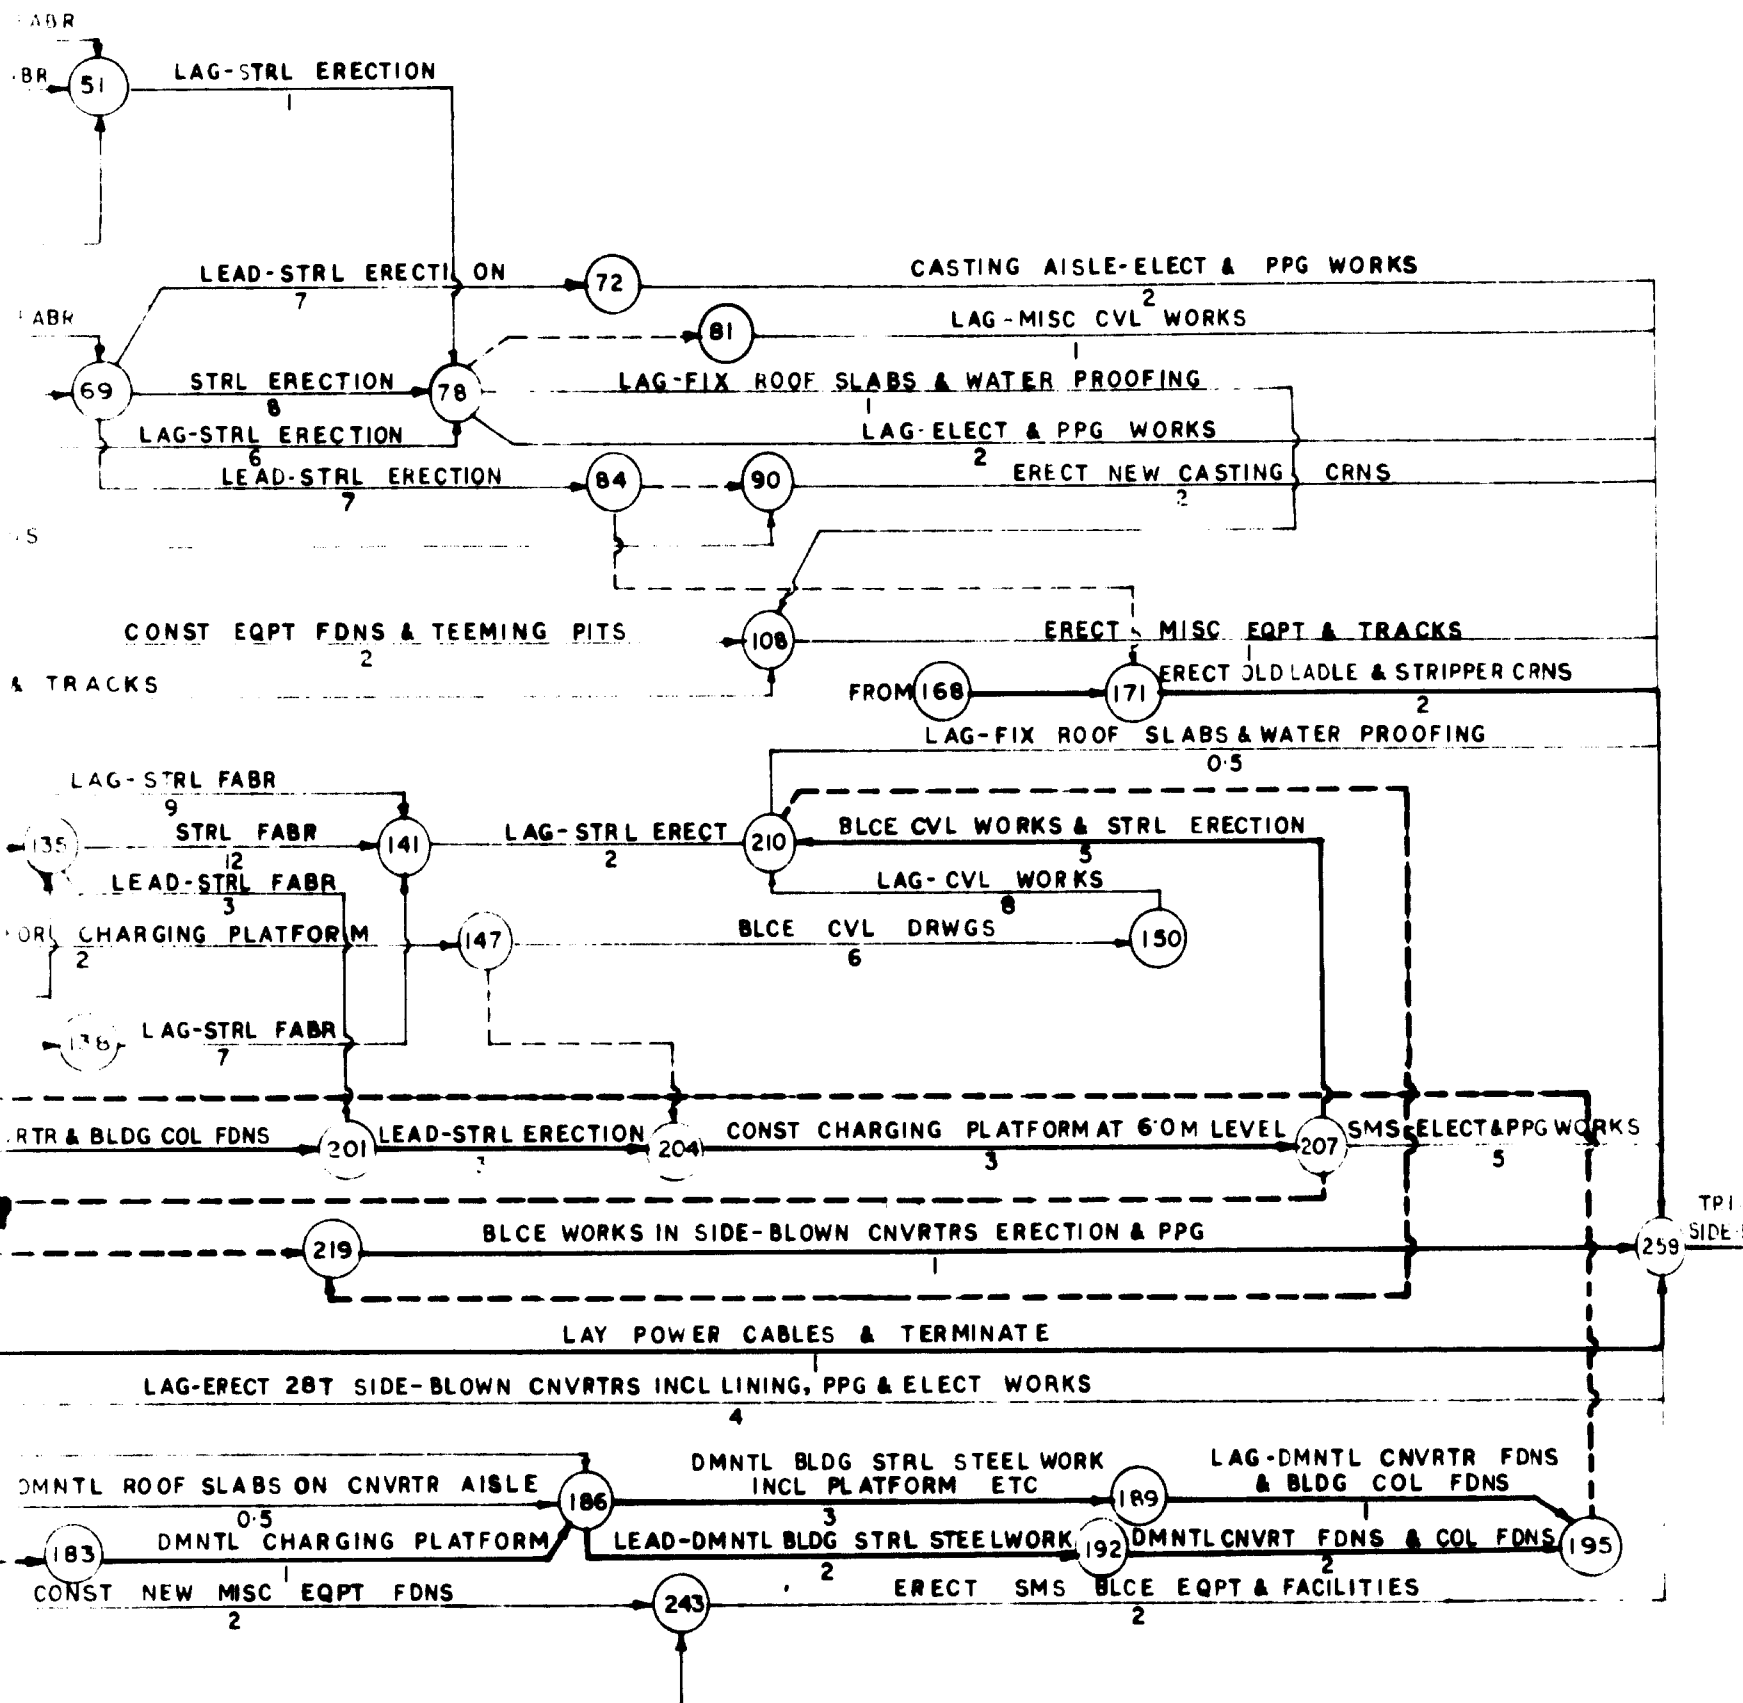 ABR
BR
51
LAG-STRL ERECTION
1
LEAD-STRL ERECTION
7
72
CASTING AISLE-ELECT & PPG WORKS
2
ABR
81
LAG-MISC CVL WORKS
1
69
STRL ERECTION
8
78
LAG-FIX ROOF SLABS & WATER PROOFING
1
LAG-STRL ERECTION
6
LAG-ELECT & PPG WORKS
2
LEAD-STRL ERECTION
7
84
90
ERECT NEW CASTING CRNS
2
S
CONST EQPT FDNS & TEEMING PITS
2
108
ERECT MISC EQPT & TRACKS
1
& TRACKS
FROM 168
171
ERECT OLD LADLE & STRIPPER CRNS
2
LAG-FIX ROOF SLABS & WATER PROOFING
0.5
LAG-STRL FABR
9
135
STRL FABR
12
141
LAG-STRL ERECT
2
210
BLCE CVL WORKS & STRL ERECTION
5
LEAD-STRL FABR
3
LAG-CVL WORKS
8
CHARGING PLATFORM
2
147
BLCE CVL DRWGS
6
150
138
LAG-STRL FABR
7
RTR & BLDG COL FDNS
201
LEAD-STRL ERECTION
3
204
CONST CHARGING PLATFORM AT 6.0M LEVEL
3
207
SMS-ELECT & PPG WORKS
5
219
BLCE WORKS IN SIDE-BLOWN CNVRTRS ERECTION & PPG
1
259
SIDE-
LAY POWER CABLES & TERMINATE
1
LAG-ERECT 28T SIDE-BLOWN CNVRTRS INCL LINING, PPG & ELECT WORKS
4
DMNTL ROOF SLABS ON CNVRTR AISLE
0.5
186
DMNTL BLDG STRL STEEL WORK
INCL PLATFORM ETC
3
189
LAG-DMNTL CNVRTR FDNS
& BLDG COL FDNS
1
183
DMNTL CHARGING PLATFORM
1
LEAD-DMNTL BLDG STRL STEELWORK
2
192
DMNTL CNVRT FDNS & COL FDNS
2
195
CONST NEW MISC EQPT FDNS
2
243
ERECT SMS BLCE EQPT & FACILITIES
2